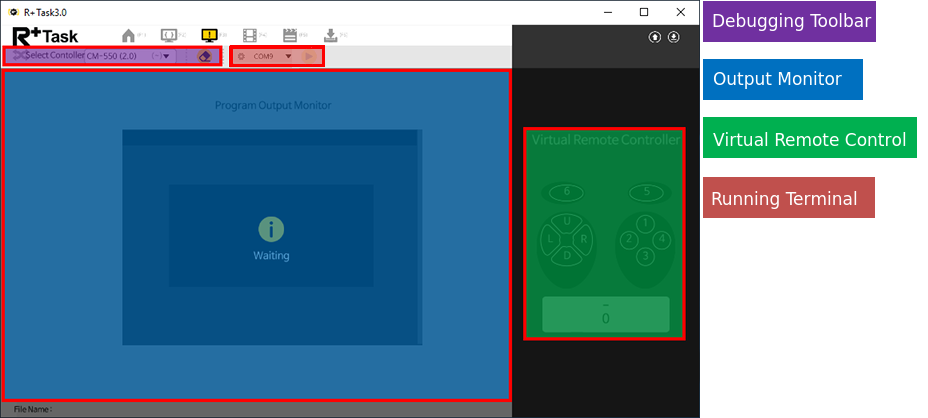 R+Task3.0
Debugging Toolbar
R+Task
Select Contoller CM-550 (2.0)
COM9
Output Monitor
Program Output Monitor
Virtual Remote Control
Virtual Remote Controller
Running Terminal
6
5
U
L
R
D
1
2
4
3
i
Waiting
–
0
File Name :